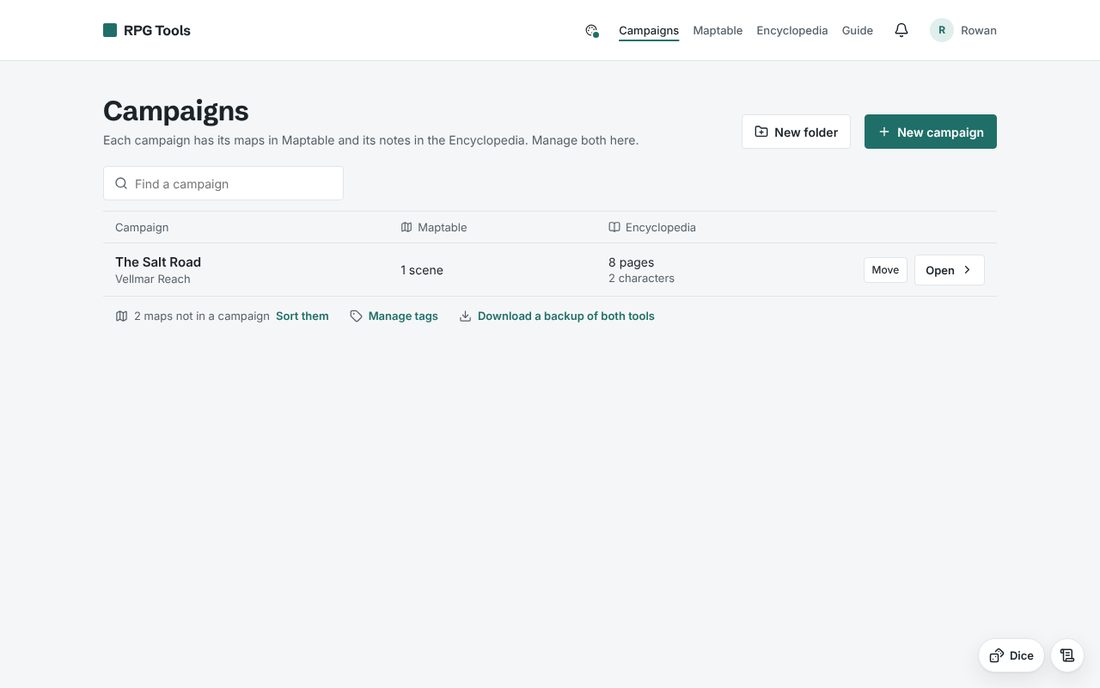 RPG Tools
Campaigns
Maptable
Encyclopedia
Guide
R
Rowan
Campaigns
Each campaign has its maps in Maptable and its notes in the Encyclopedia. Manage both here.
New folder
New campaign
Find a campaign
Campaign
Maptable
Encyclopedia
The Salt Road
Vellmar Reach
1 scene
8 pages
2 characters
Move
Open
2 maps not in a campaign Sort them
Manage tags
Download a backup of both tools
Dice